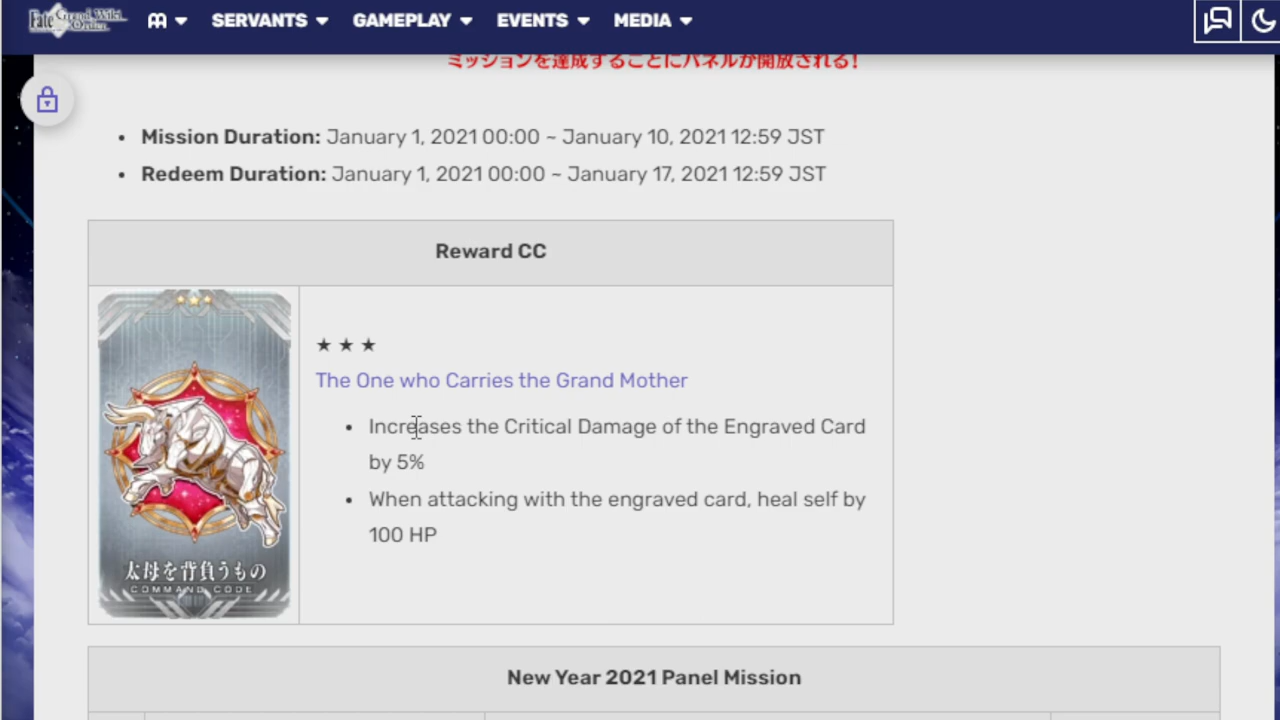 Fate Grand Wiki Order
SERVANTS
GAMEPLAY
EVENTS
MEDIA
ミッションを達成するごとにパネルが開放される!
• Mission Duration: January 1, 2021 00:00 ~ January 10, 2021 12:59 JST
• Redeem Duration: January 1, 2021 00:00 ~ January 17, 2021 12:59 JST
Reward CC
★ ★ ★
The One who Carries the Grand Mother
• Increases the Critical Damage of the Engraved Card
by 5%
• When attacking with the engraved card, heal self by
100 HP
太母を背負うもの
COMMAND CODE
New Year 2021 Panel Mission